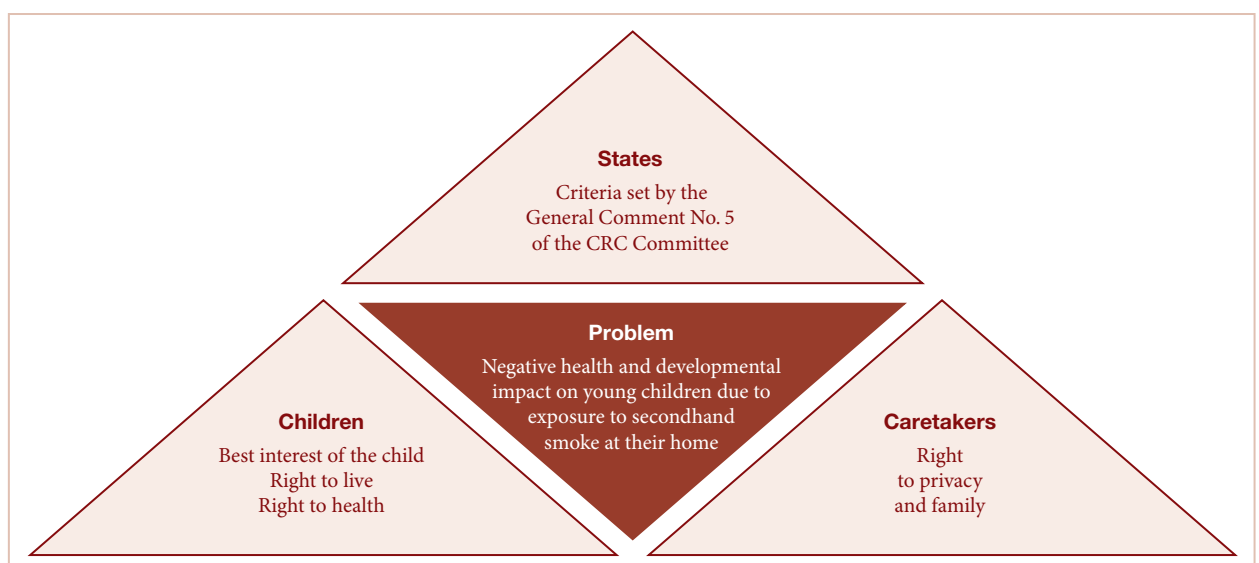 States
Criteria set by the
General Comment No. 5
of the CRC Committee
Problem
Negative health and developmental
impact on young children due to
exposure to secondhand
smoke at their home
Children
Best interest of the child
Right to live
Right to health
Caretakers
Right
to privacy
and family